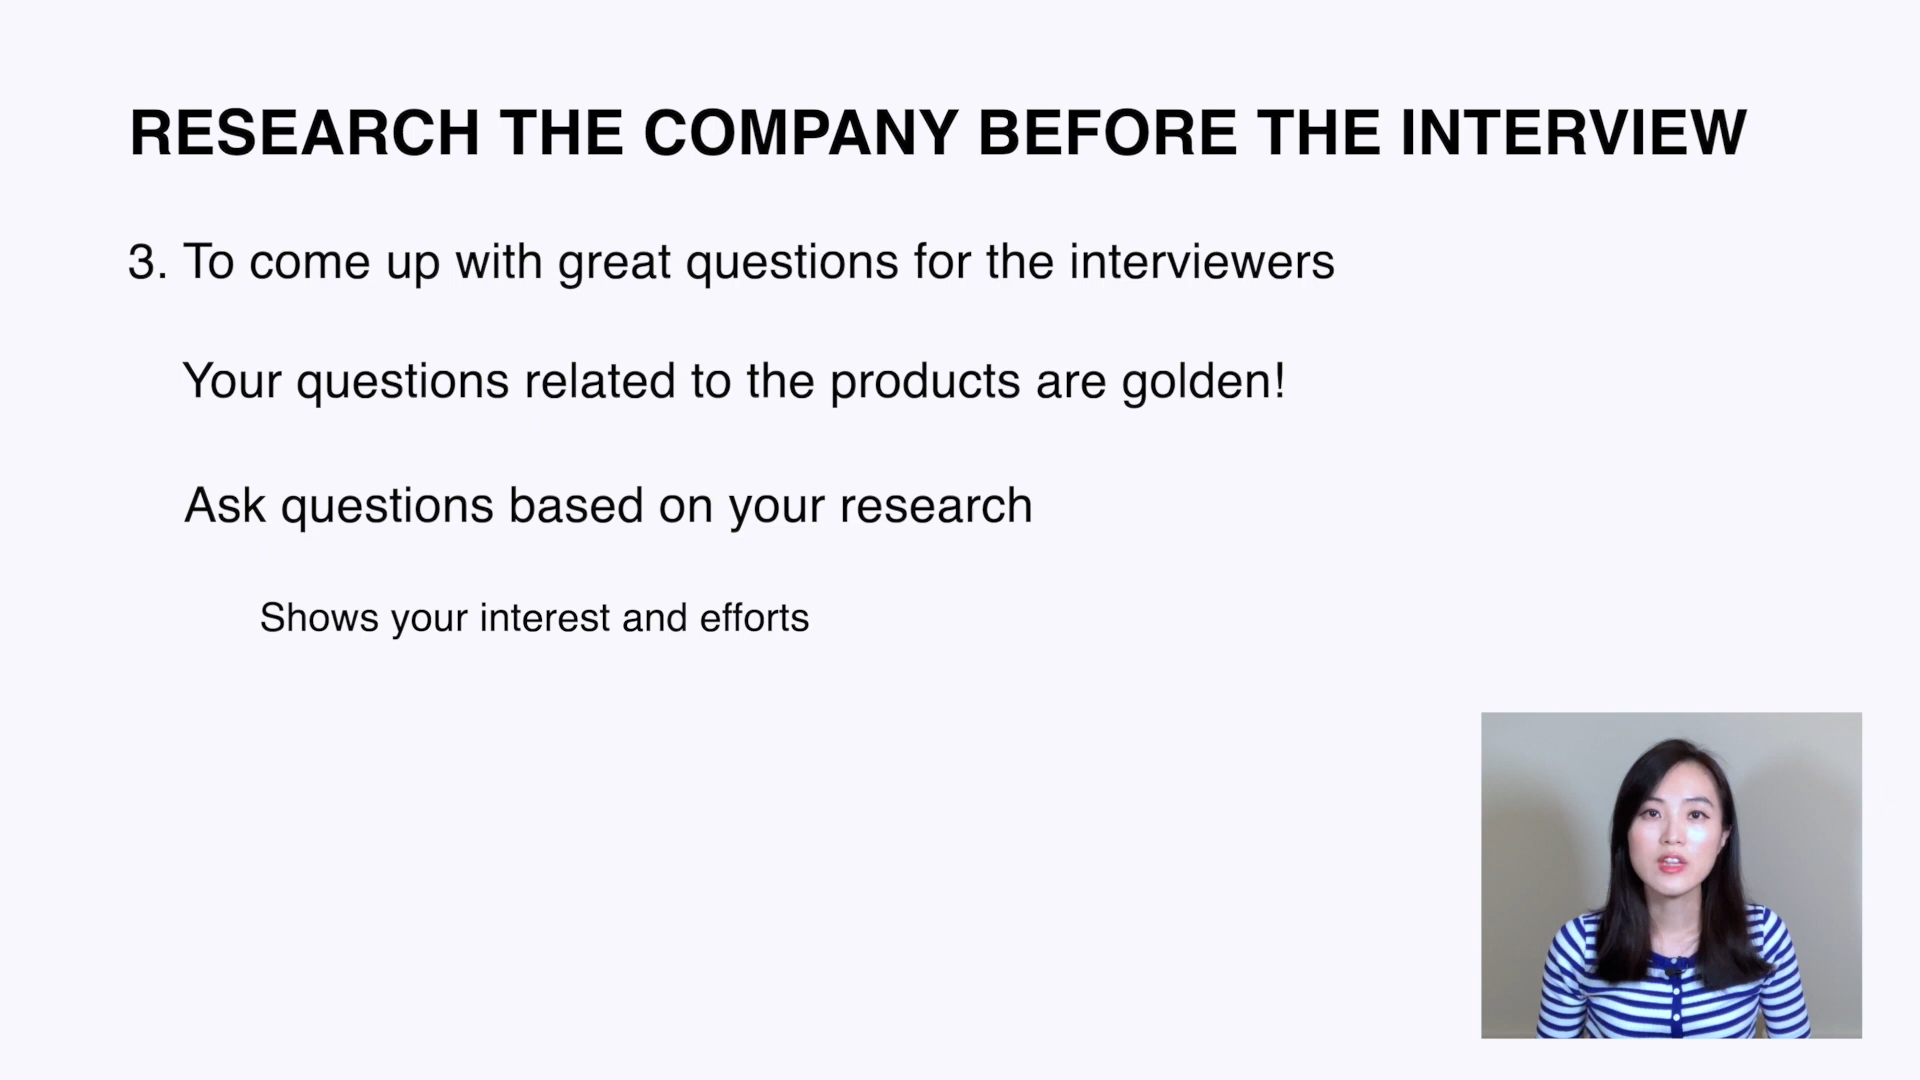 RESEARCH THE COMPANY BEFORE THE INTERVIEW
3. To come up with great questions for the interviewers
Your questions related to the products are golden!
Ask questions based on your research
Shows your interest and efforts